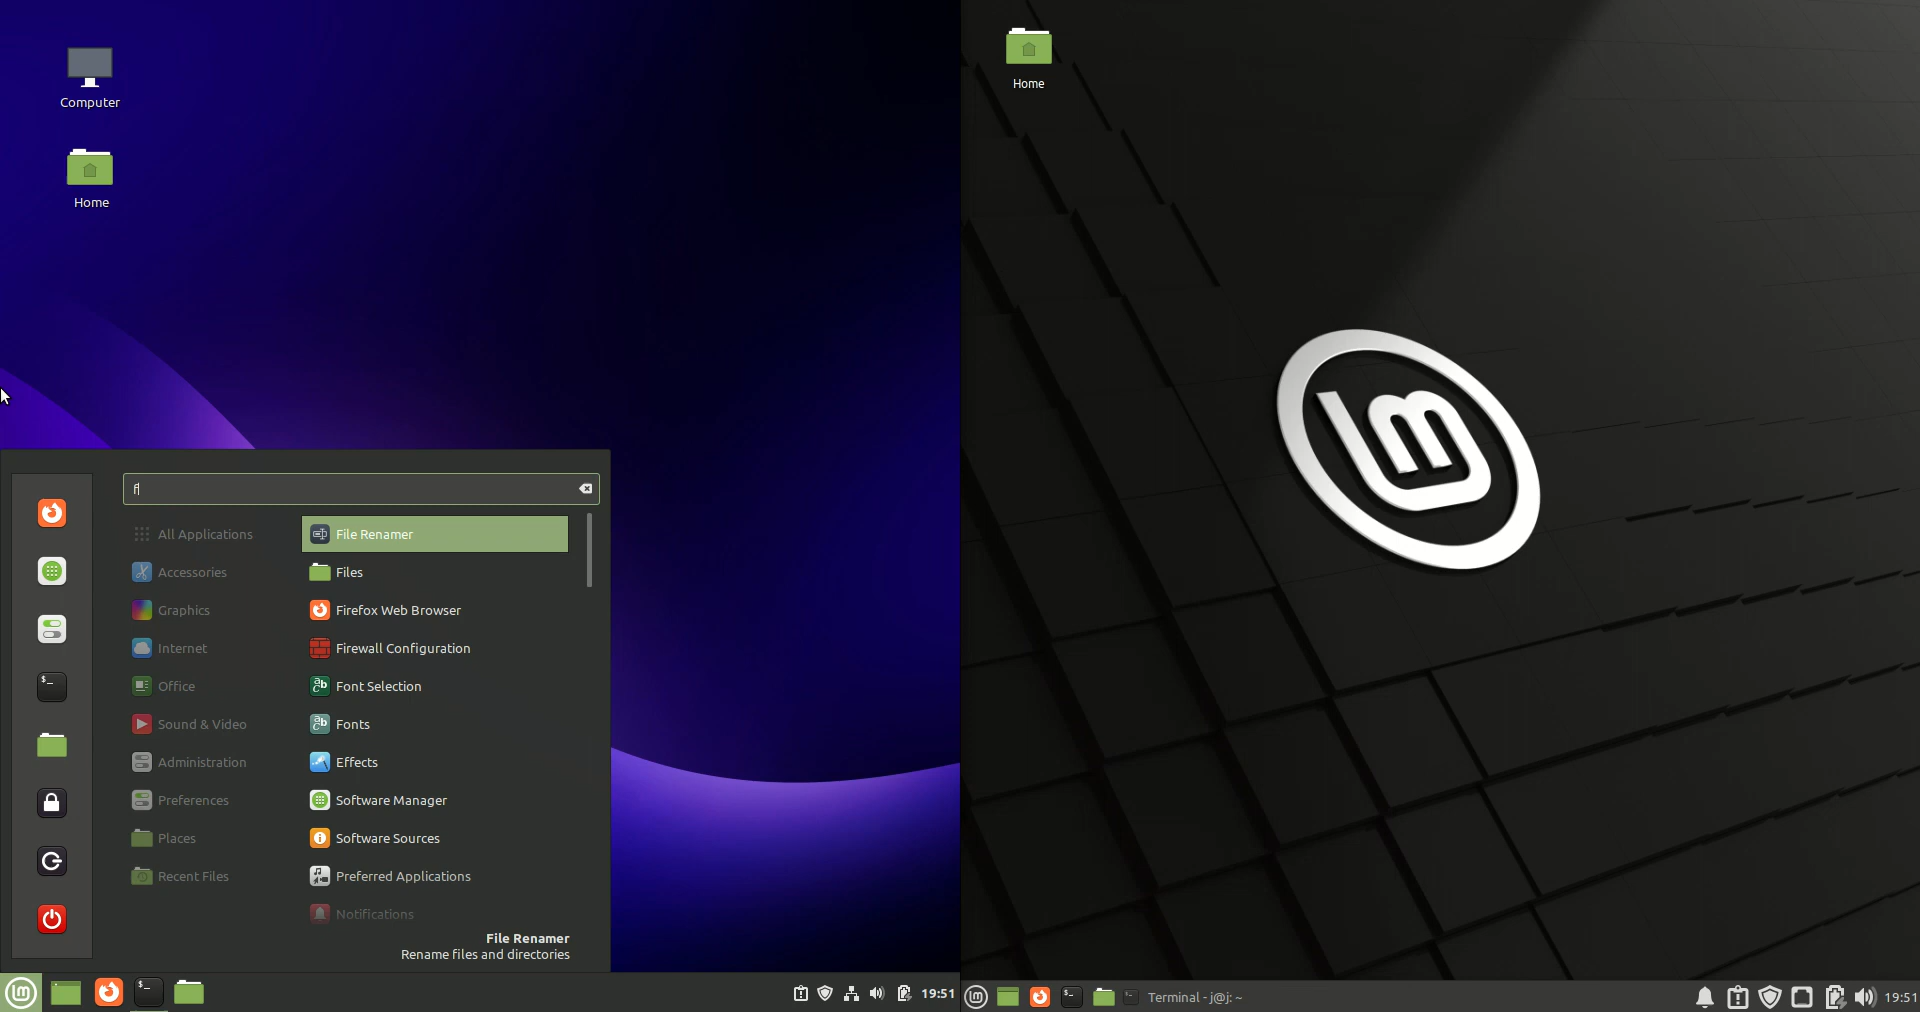 Computer
Home
fi
All Applications
Accessories
Graphics
Internet
Office
Sound & Video
Administration
Preferences
Places
Recent Files
File Renamer
Files
Firefox Web Browser
Firewall Configuration
Font Selection
Fonts
Effects
Software Manager
Software Sources
Preferred Applications
Notifications
File Renamer
Rename files and directories
19:51
Home
Terminal - j@j: ~
19:51